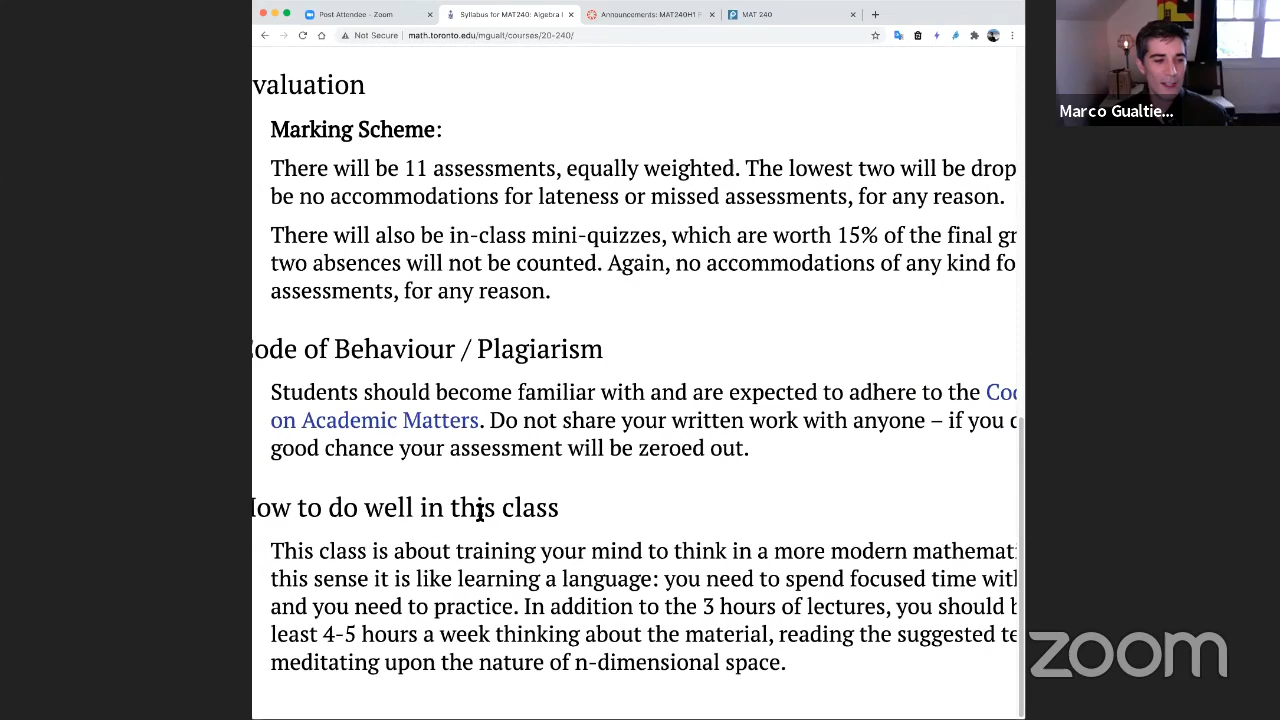 Post Attendee - Zoom
Syllabus for MAT240: Algebra I
Announcements: MAT240H1 F
MAT 240
Not Secure
math.toronto.edu/mgualt/courses/20-240/
valuation
Marking Scheme:
There will be 11 assessments, equally weighted. The lowest two will be drop
be no accommodations for lateness or missed assessments, for any reason.
There will also be in-class mini-quizzes, which are worth 15% of the final gr
two absences will not be counted. Again, no accommodations of any kind fo
assessments, for any reason.
Code of Behaviour / Plagiarism
Students should become familiar with and are expected to adhere to the Co
on Academic Matters. Do not share your written work with anyone – if you
good chance your assessment will be zeroed out.
How to do well in this class
This class is about training your mind to think in a more modern mathemati
this sense it is like learning a language: you need to spend focused time wit
and you need to practice. In addition to the 3 hours of lectures, you should
least 4-5 hours a week thinking about the material, reading the suggested te
meditating upon the nature of n-dimensional space.
Marco Gualtie...
zoom